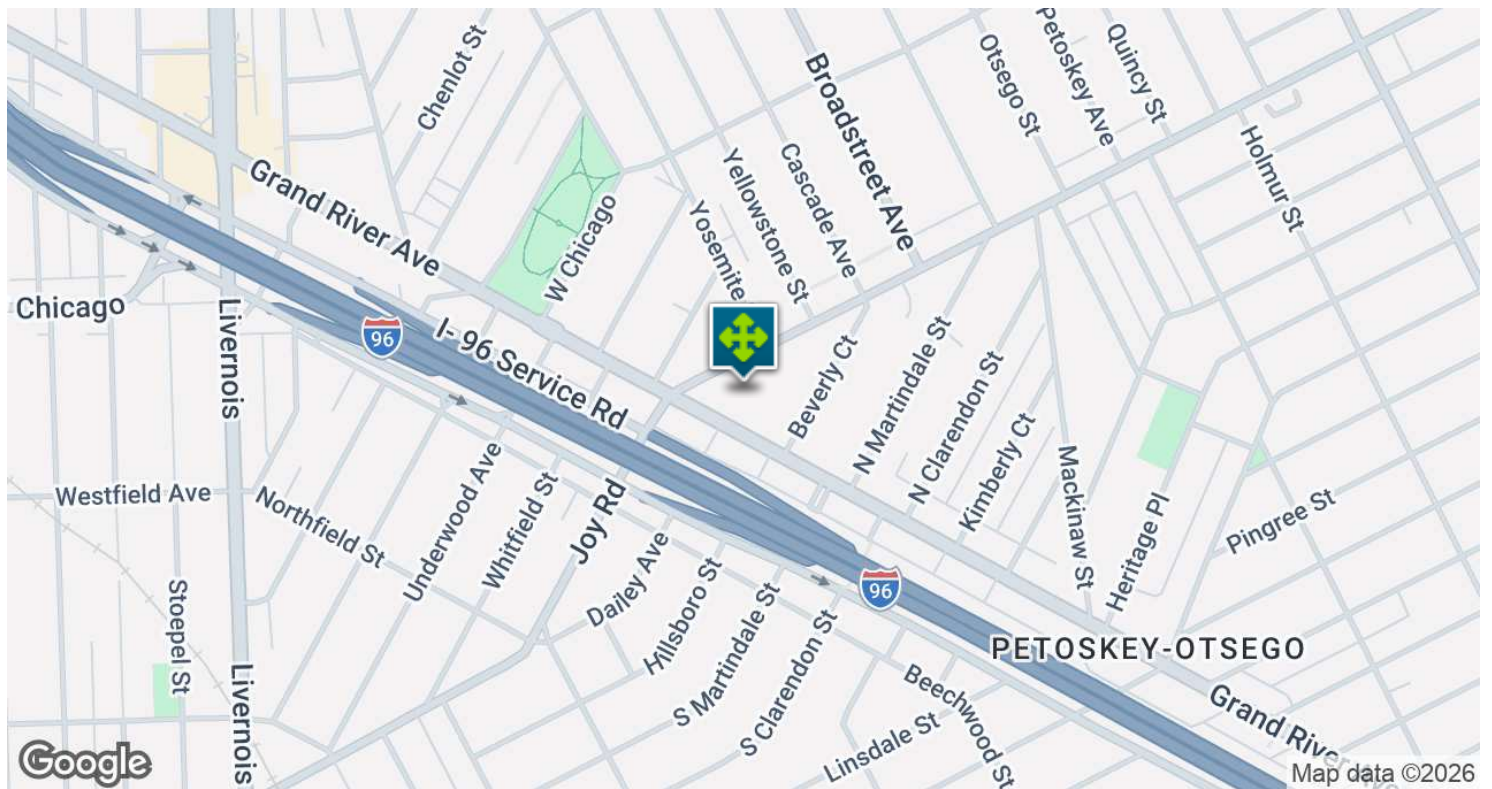 Chenlot St
Broadstreet Ave
Otsego St
Petoskey Ave
Quincy St
Holmur St
Grand River Ave
W Chicago
Yosemite
Yellowstone St
Cascade Ave
Chicago
Livernois
96
I- 96 Service Rd
Beverly Ct
N Martindale St
N Clarendon St
Kimberly Ct
Mackinaw St
Heritage Pl
Pingree St
Westfield Ave
Northfield St
Underwood Ave
Whitfield St
Joy Rd
Dailey Ave
Hillsboro St
S Martindale St
S Clarendon St
96
Stoepel St
Livernois
PETOSKEY-OTSEGO
Beechwood St
Linsdale St
Grand River Ave
Google
Map data ©2026